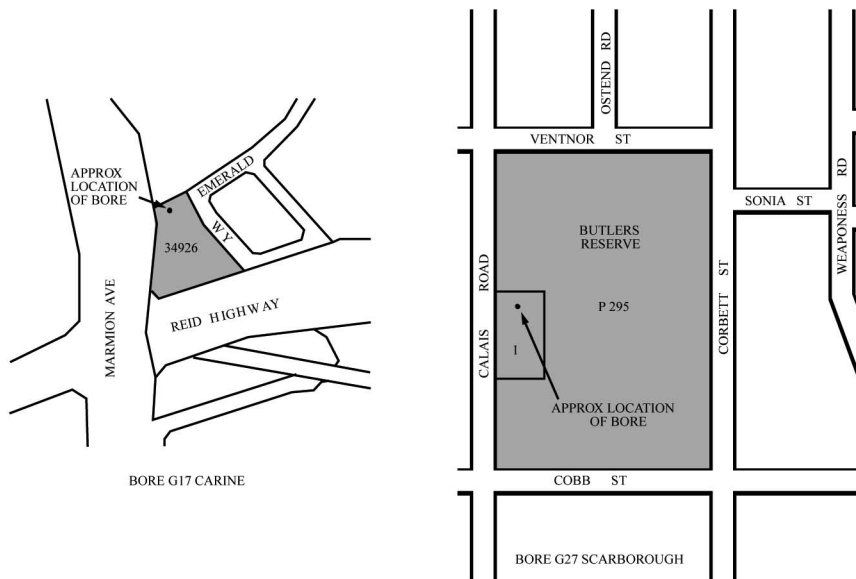 APPROX
LOCATION
OF BORE
EMERALD
WY
34926
MARMION AVE
REID HIGHWAY
BORE G17 CARINE
OSTEND RD
VENTNOR ST
SONIA ST
WEAPONESS RD
BUTLERS
RESERVE
CALAIS ROAD
CORBETT ST
P 295
1
APPROX LOCATION
OF BORE
COBB ST
BORE G27 SCARBOROUGH